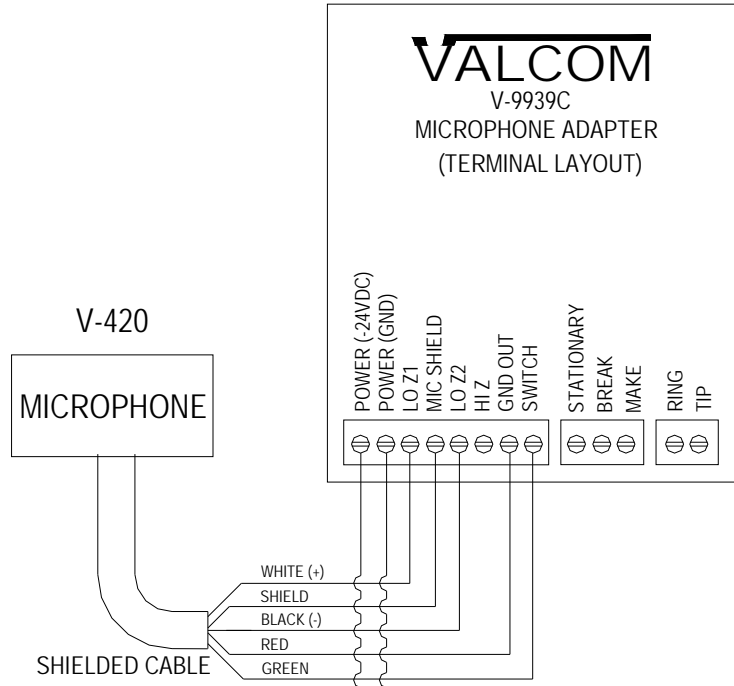 VALCOM
V-9939C
MICROPHONE ADAPTER
(TERMINAL LAYOUT)
V-420
MICROPHONE
POWER (-24VDC)
POWER (GND)
LO Z1
MIC SHIELD
LO Z2
HI Z
GND OUT
SWITCH
STATIONARY
BREAK
MAKE
RING
TIP
WHITE (+)
SHIELD
BLACK (-)
RED
GREEN
SHIELDED CABLE